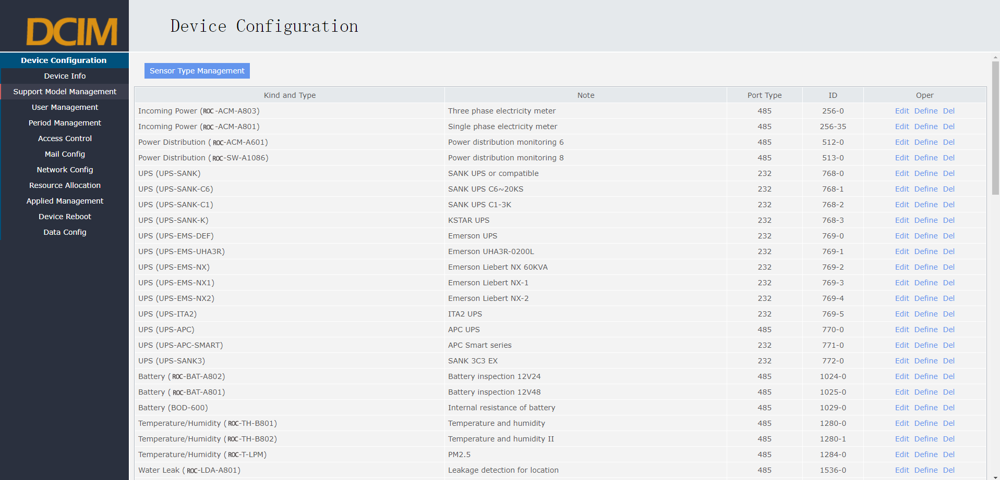 DCIM
Device Configuration
Device Configuration
Device Info
Support Model Management
User Management
Period Management
Access Control
Mail Config
Network Config
Resource Allocation
Applied Management
Device Reboot
Data Config
Sensor Type Management
Kind and Type Note Port Type ID Oper
Incoming Power (ROC-ACM-A803) Three phase electricity meter 485 256-0 Edit Define Del
Incoming Power (ROC-ACM-A801) Single phase electricity meter 485 256-35 Edit Define Del
Power Distribution (ROC-ACM-A601) Power distribution monitoring 6 485 512-0 Edit Define Del
Power Distribution (ROC-SW-A1086) Power distribution monitoring 8 485 513-0 Edit Define Del
UPS (UPS-SANK) SANK UPS or compatible 232 768-0 Edit Define Del
UPS (UPS-SANK-C6) SANK UPS C6~20KS 232 768-1 Edit Define Del
UPS (UPS-SANK-C1) SANK UPS C1-3K 232 768-2 Edit Define Del
UPS (UPS-SANK-K) KSTAR UPS 232 768-3 Edit Define Del
UPS (UPS-EMS-DEF) Emerson UPS 232 769-0 Edit Define Del
UPS (UPS-EMS-UHA3R) Emerson UHA3R-0200L 232 769-1 Edit Define Del
UPS (UPS-EMS-NX) Emerson Liebert NX 60KVA 232 769-2 Edit Define Del
UPS (UPS-EMS-NX1) Emerson Liebert NX-1 232 769-3 Edit Define Del
UPS (UPS-EMS-NX2) Emerson Liebert NX-2 232 769-4 Edit Define Del
UPS (UPS-ITA2) ITA2 UPS 232 769-5 Edit Define Del
UPS (UPS-APC) APC UPS 485 770-0 Edit Define Del
UPS (UPS-APC-SMART) APC Smart series 232 771-0 Edit Define Del
UPS (UPS-SANK3) SANK 3C3 EX 232 772-0 Edit Define Del
Battery (ROC-BAT-A802) Battery inspection 12V24 485 1024-0 Edit Define Del
Battery (ROC-BAT-A801) Battery inspection 12V48 485 1025-0 Edit Define Del
Battery (BOD-600) Internal resistance of battery 485 1029-0 Edit Define Del
Temperature/Humidity (ROC-TH-B801) Temperature and humidity 485 1280-0 Edit Define Del
Temperature/Humidity (ROC-TH-B802) Temperature and humidity II 485 1280-1 Edit Define Del
Temperature/Humidity (ROC-T-LPM) PM2.5 485 1284-0 Edit Define Del
Water Leak (ROC-LDA-A801) Leakage detection for location 485 1536-0 Edit Define Del